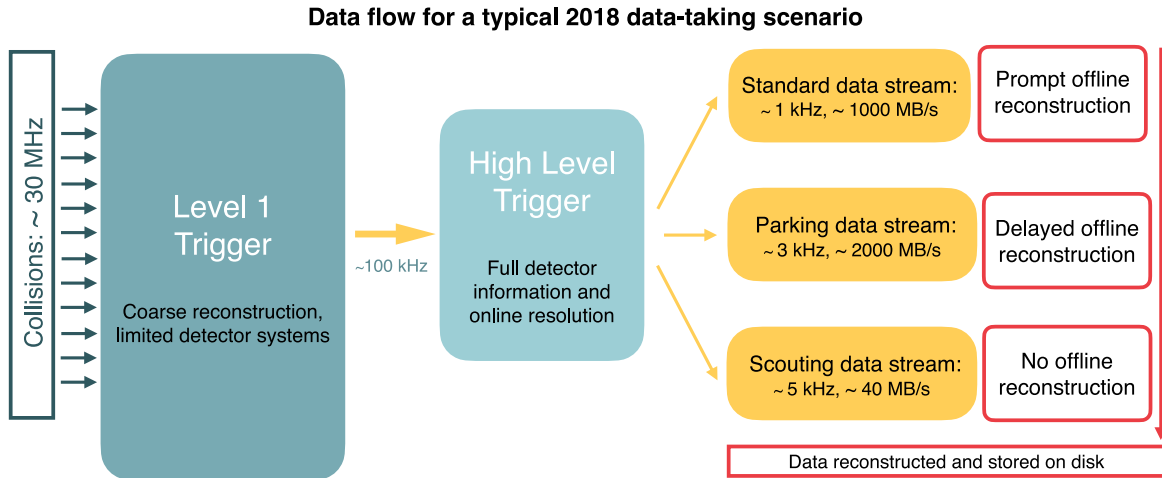 Data flow for a typical 2018 data-taking scenario
Collisions: ~ 30 MHz
Level 1
Trigger
Coarse reconstruction,
limited detector systems
~100 kHz
High Level
Trigger
Full detector
information and
online resolution
Standard data stream:
~ 1 kHz, ~ 1000 MB/s
Prompt offline
reconstruction
Parking data stream:
~ 3 kHz, ~ 2000 MB/s
Delayed offline
reconstruction
Scouting data stream:
~ 5 kHz, ~ 40 MB/s
No offline
reconstruction
Data reconstructed and stored on disk